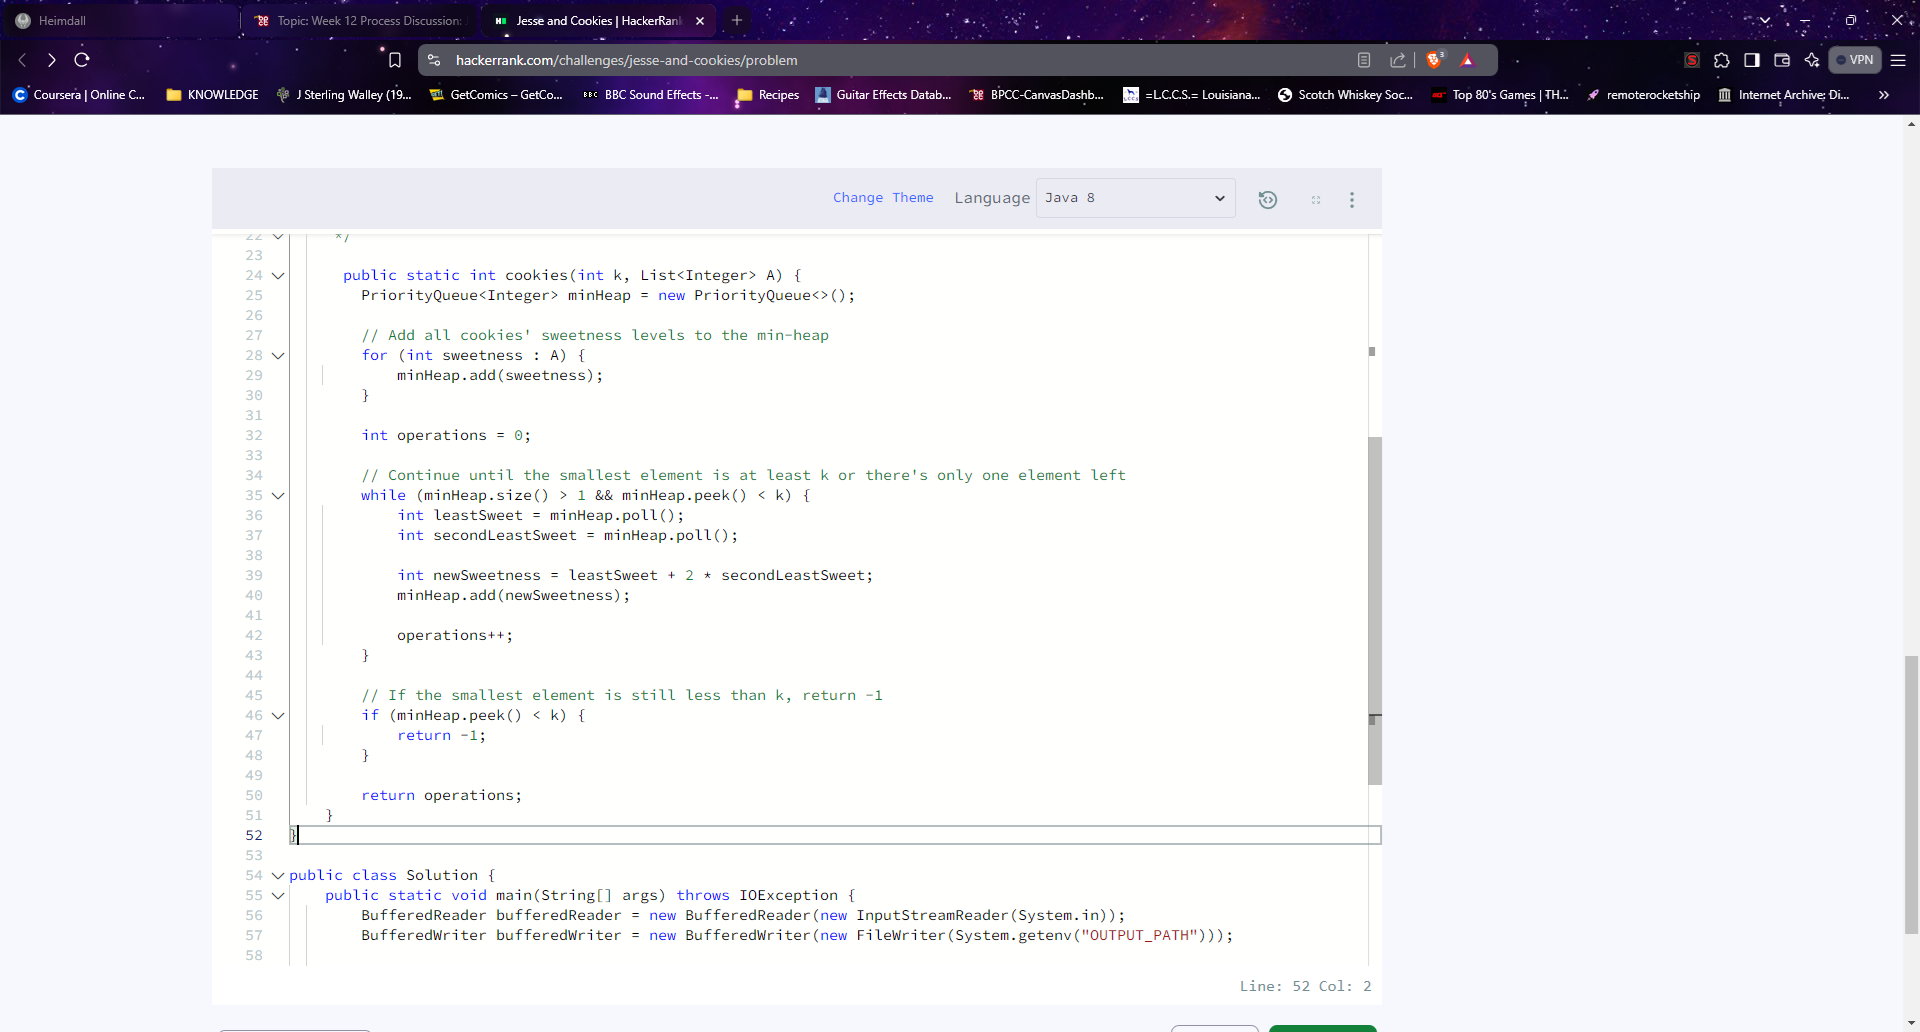 Heimdall
Topic: Week 12 Process Discussion:
Jesse and Cookies | HackerRank
hackerrank.com/challenges/jesse-and-cookies/problem
3
VPN
Coursera | Online C...
KNOWLEDGE
J Sterling Walley (19...
GetComics – GetCo...
BBC Sound Effects -...
Recipes
Guitar Effects Datab...
BPCC-CanvasDashb...
=L.C.C.S.= Louisiana...
Scotch Whiskey Soc...
Top 80's Games | TH...
remoterocketship
Internet Archive: Di...
Change Theme Language Java 8
22 */
23
24 public static int cookies(int k, List<Integer> A) {
25 PriorityQueue<Integer> minHeap = new PriorityQueue<>();
26
27 // Add all cookies' sweetness levels to the min-heap
28 for (int sweetness : A) {
29 minHeap.add(sweetness);
30 }
31
32 int operations = 0;
33
34 // Continue until the smallest element is at least k or there's only one element left
35 while (minHeap.size() > 1 && minHeap.peek() < k) {
36 int leastSweet = minHeap.poll();
37 int secondLeastSweet = minHeap.poll();
38
39 int newSweetness = leastSweet + 2 * secondLeastSweet;
40 minHeap.add(newSweetness);
41
42 operations++;
43 }
44
45 // If the smallest element is still less than k, return -1
46 if (minHeap.peek() < k) {
47 return -1;
48 }
49
50 return operations;
51 }
52 }
53
54 public class Solution {
55 public static void main(String[] args) throws IOException {
56 BufferedReader bufferedReader = new BufferedReader(new InputStreamReader(System.in));
57 BufferedWriter bufferedWriter = new BufferedWriter(new FileWriter(System.getenv("OUTPUT_PATH")));
58
Line: 52 Col: 2